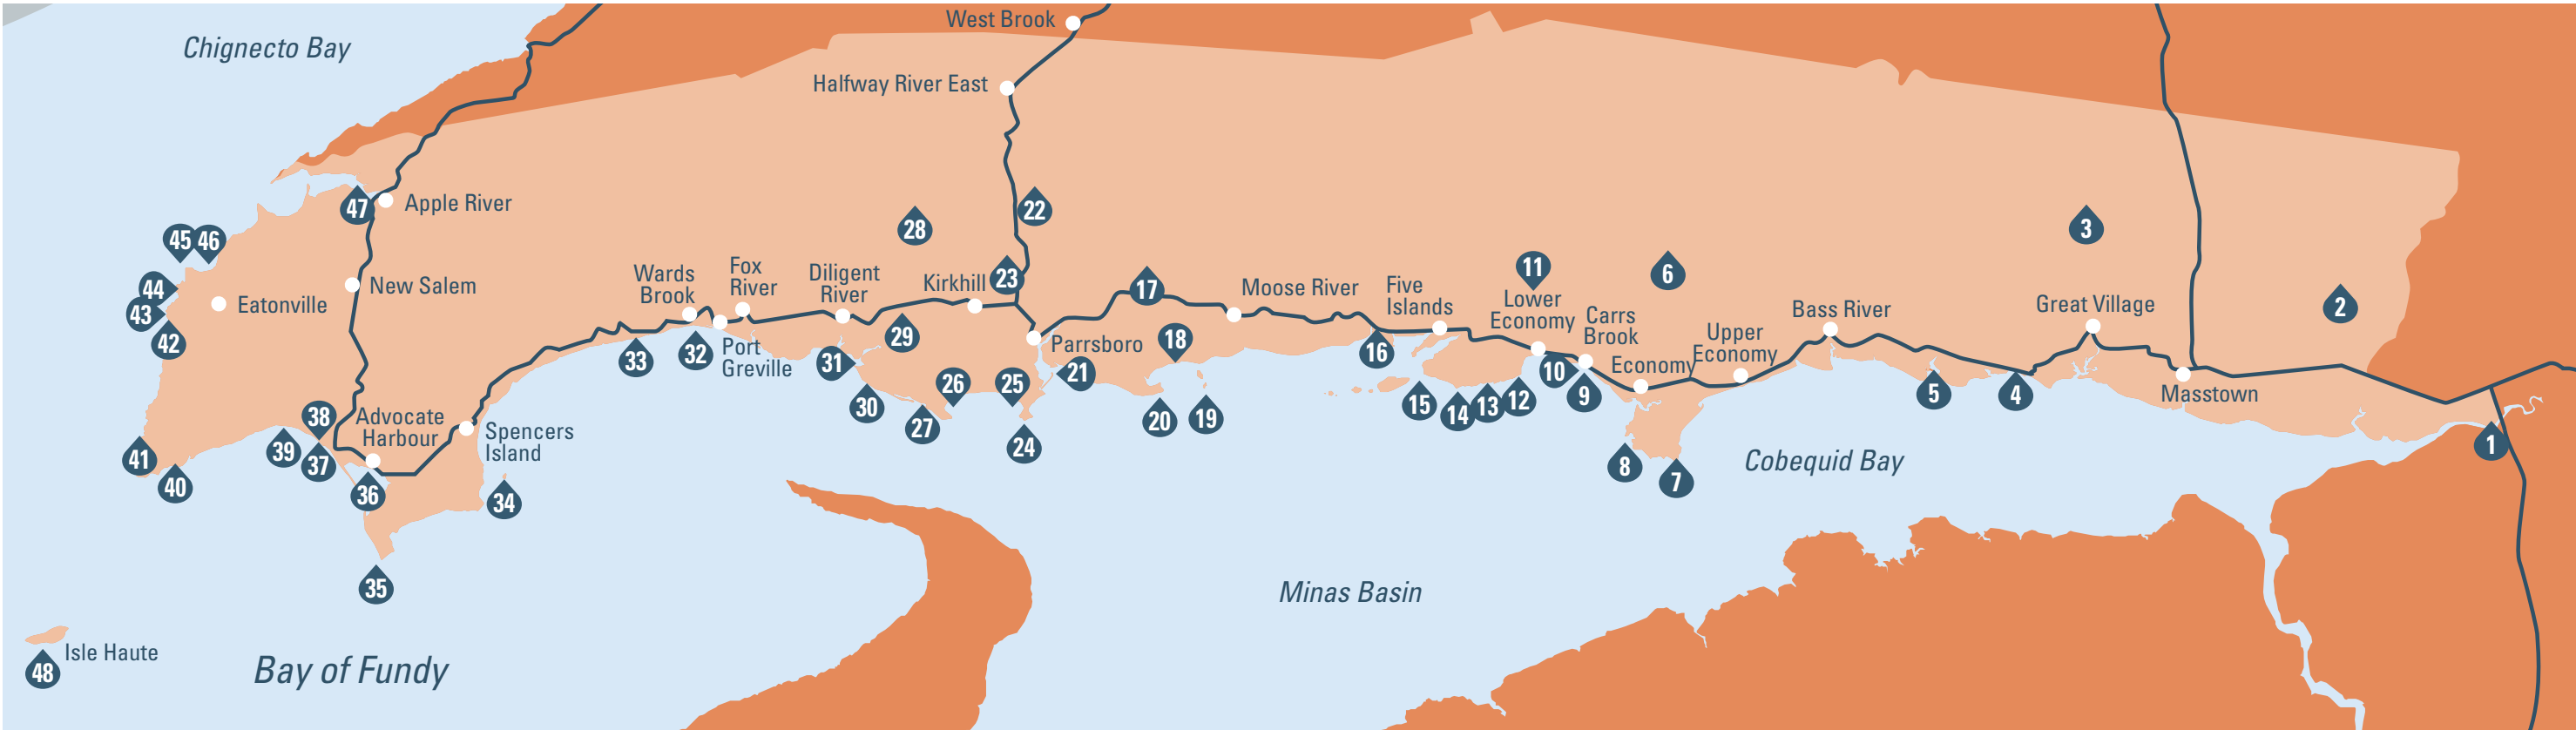 West Brook
Chignecto Bay
Halfway River East
47
Apple River
22
28
3
45
46
11
6
Wards
Brook
Fox
River
Diligent
River
Kirkhill
23
44
New Salem
17
Moose River
Five
Islands
Lower
Economy
Carrs
Brook
Bass River
Great Village
2
Eatonville
43
42
33
32
Port
Greville
31
29
Parrsboro
18
16
Upper
Economy
Economy
10
9
21
26
25
30
27
24
20
19
15
14
13
12
5
4
Masstown
38
Advocate
Harbour
39
37
Spencers
Island
41
40
36
34
8
7
Cobequid Bay
1
35
Minas Basin
Isle Haute
48
Bay of Fundy